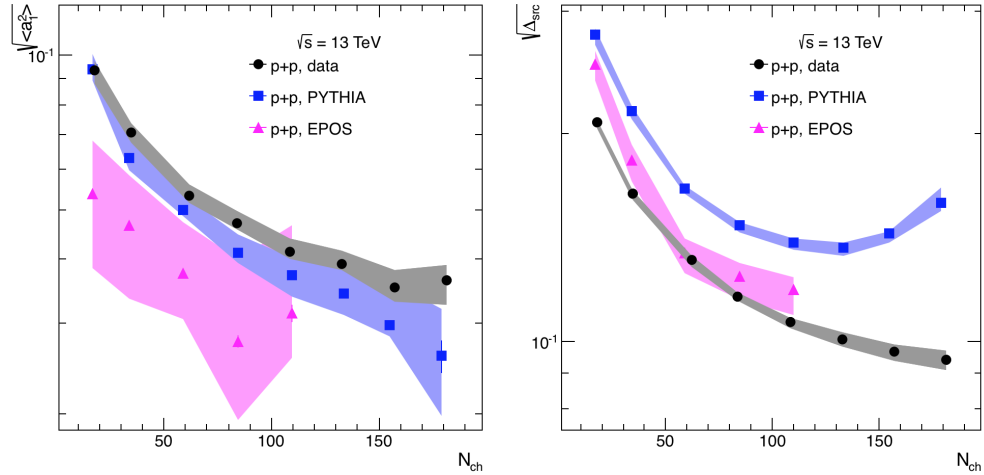 √<a₁²>
10⁻¹
√s = 13 TeV
p+p, data
p+p, PYTHIA
p+p, EPOS
50
100
150
N_ch
√Δ_src
√s = 13 TeV
p+p, data
p+p, PYTHIA
p+p, EPOS
10⁻¹
50
100
150
N_ch